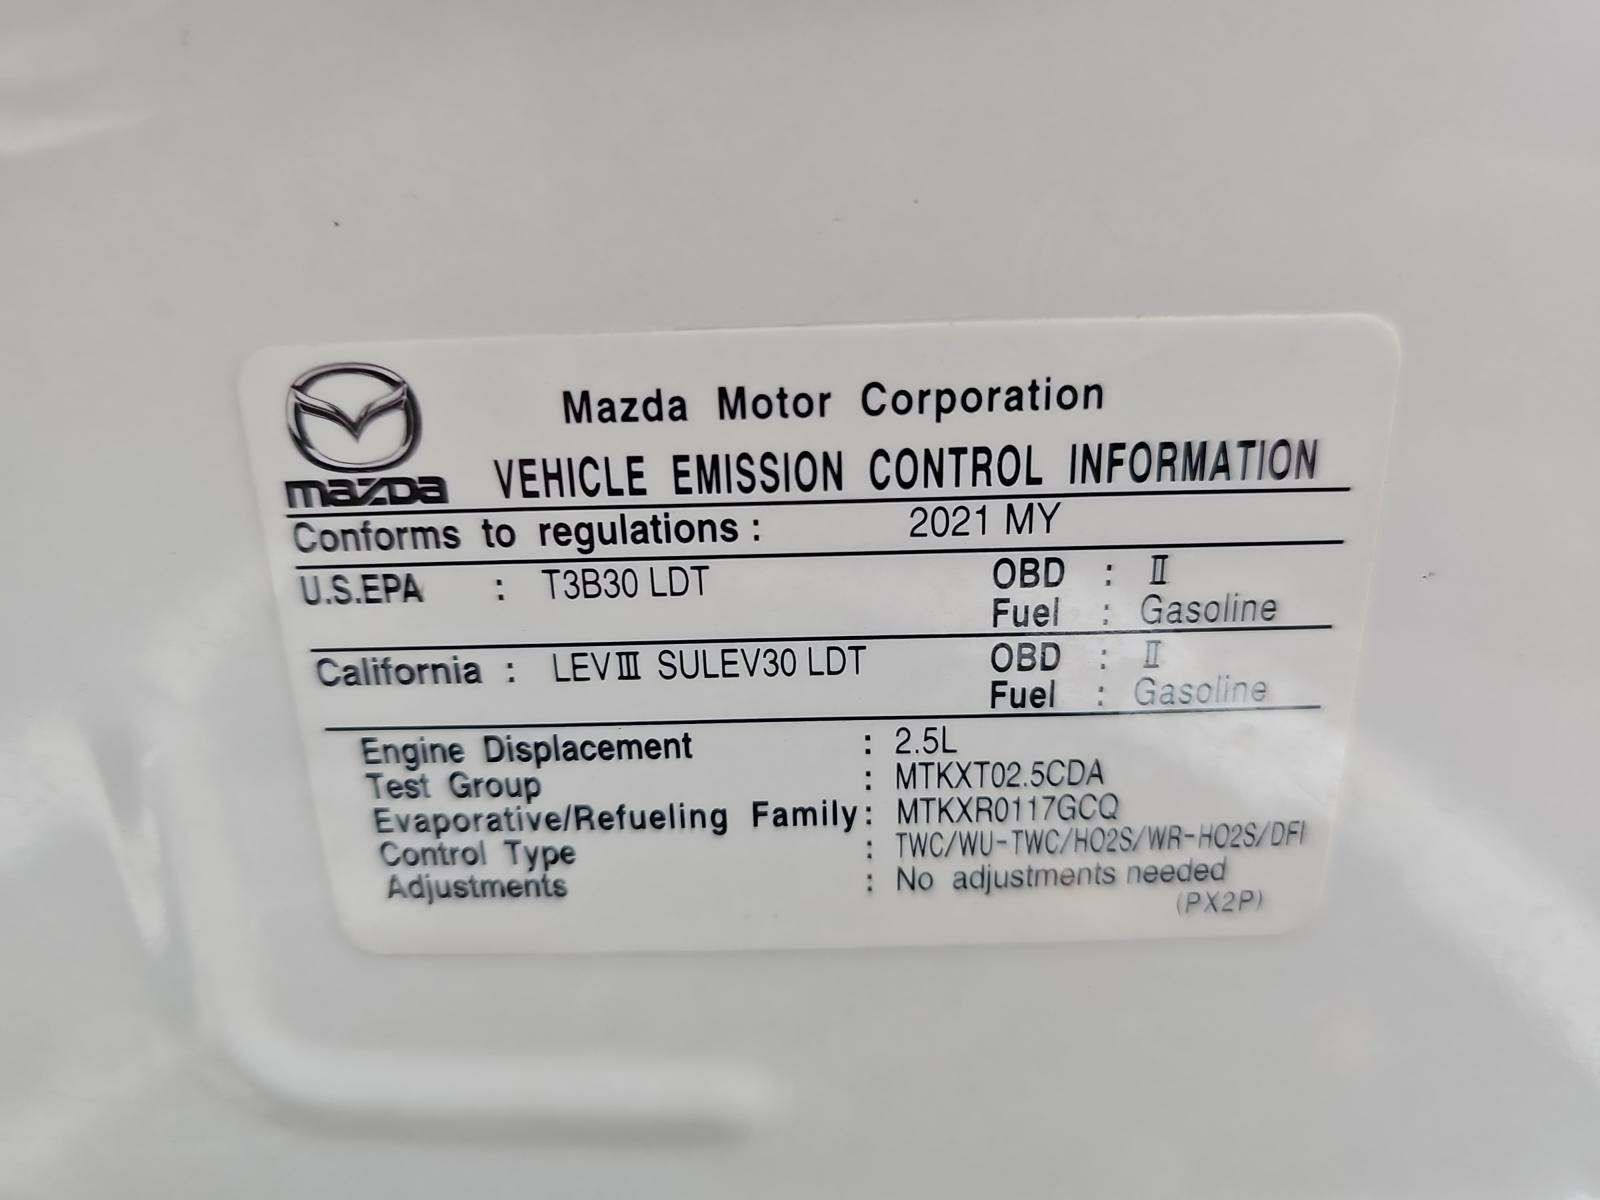 mazda
Mazda Motor Corporation
VEHICLE EMISSION CONTROL INFORMATION
Conforms to regulations : 2021 MY
U.S.EPA : T3B30 LDT OBD : Ⅱ
Fuel : Gasoline
California : LEVⅢ SULEV30 LDT OBD : Ⅱ
Fuel : Gasoline
Engine Displacement : 2.5L
Test Group : MTKXT02.5CDA
Evaporative/Refueling Family : MTKXR0117GCQ
Control Type : TWC/WU-TWC/HO2S/WR-HO2S/DFI
Adjustments : No adjustments needed
(PX2P)